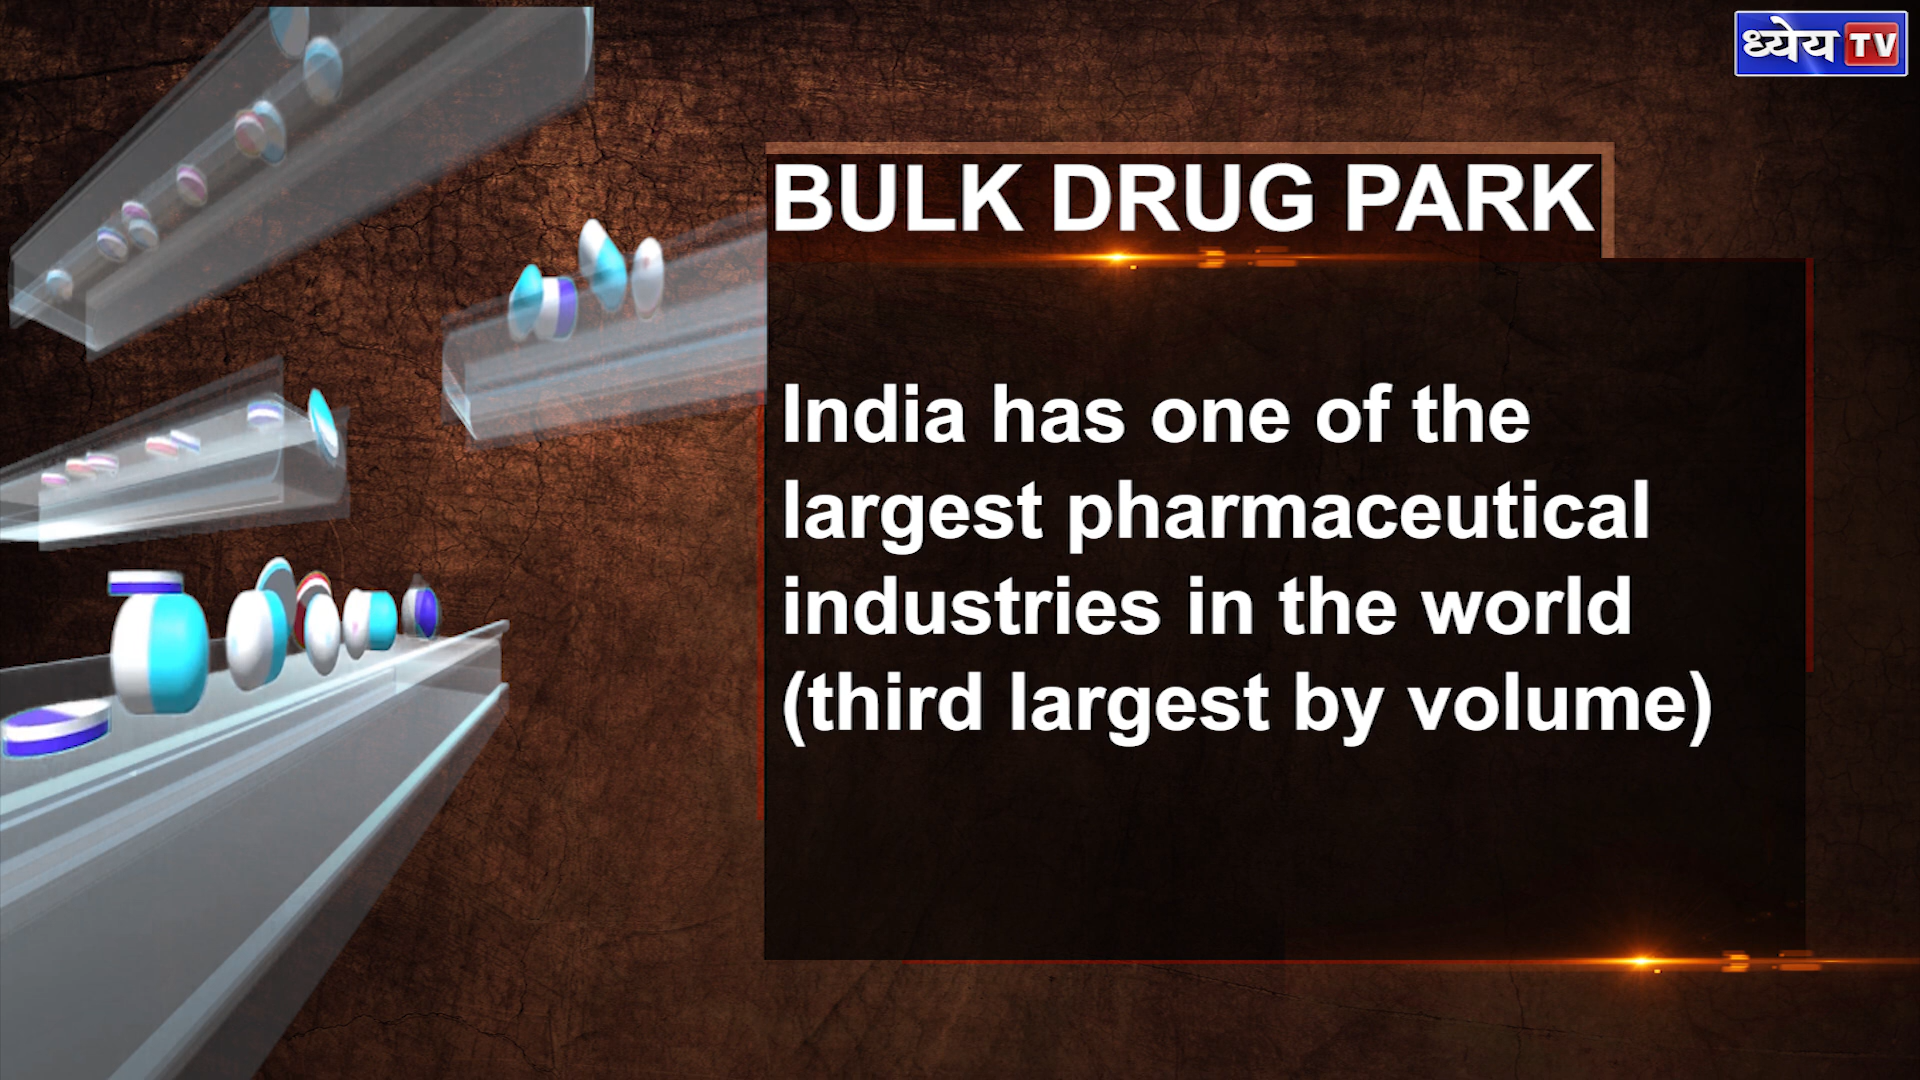 ध्येय TV
BULK DRUG PARK
India has one of the
largest pharmaceutical
industries in the world
(third largest by volume)